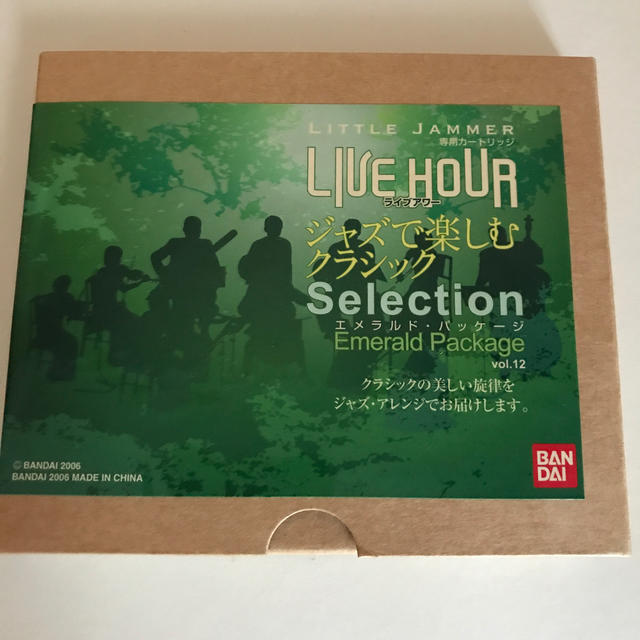 LITTLE JAMMER
専用カートリッジ
LIVE HOUR
ライブアワー
ジャズで楽しむ
クラシック
Selection
エメラルド・パッケージ
Emerald Package
vol.12
クラシックの美しい旋律を
ジャズ・アレンジでお届けします。
© BANDAI 2006
BANDAI 2006 MADE IN CHINA
BAN
DAI